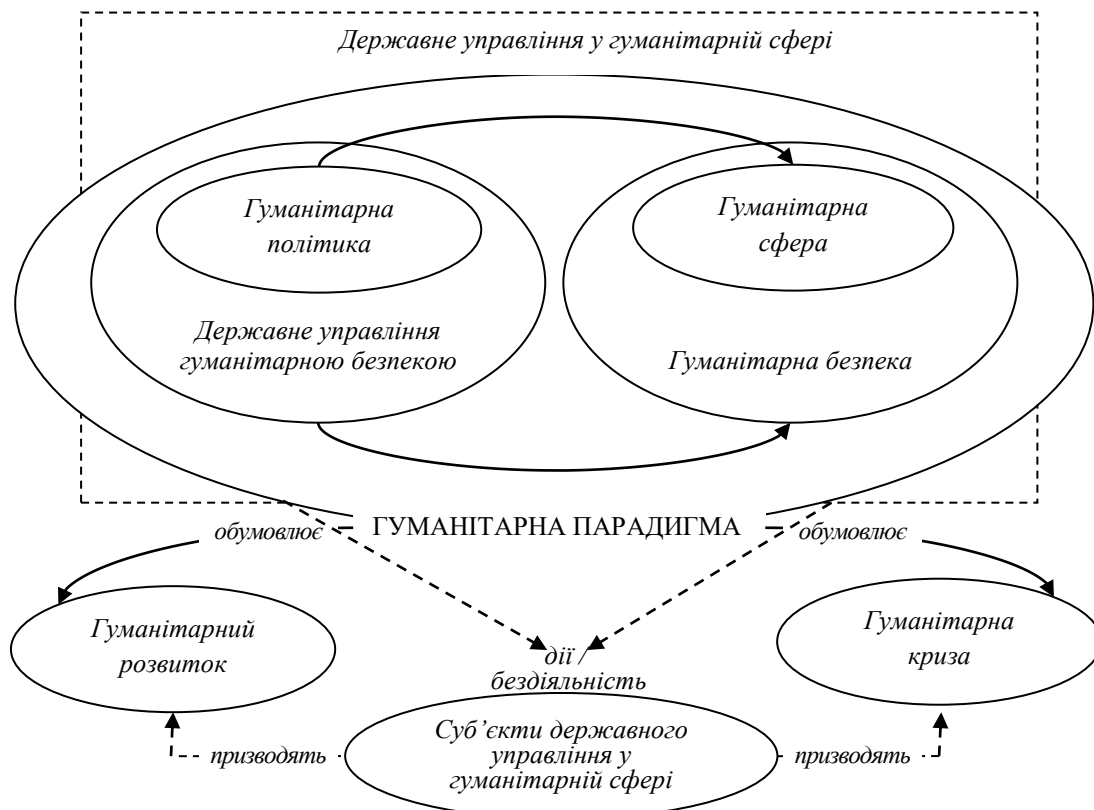 Державне управління у гуманітарній сфері
Гуманітарна
політика
Гуманітарна
сфера
Державне управління
гуманітарною безпекою
Гуманітарна безпека
обумовлює
ГУМАНІТАРНА ПАРАДИГМА
обумовлює
Гуманітарний
розвиток
Гуманітарна
криза
дії /
бездіяльність
Суб’єкти державного
управління у
гуманітарній сфері
призводять
призводять